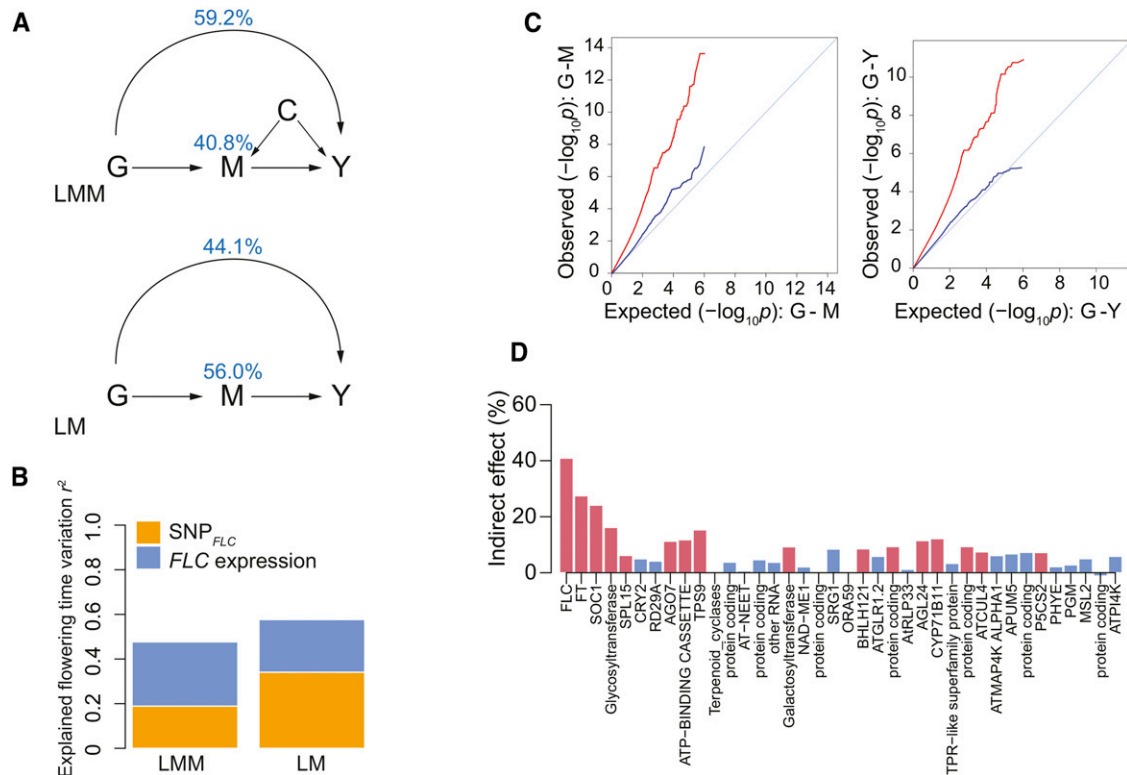 A
59.2%
C
40.8%
G M Y
LMM
44.1%
56.0%
G M Y
LM
B
Explained flowering time variation r²
1.0
0.8
0.6
0.4
0.2
0
SNP FLC
FLC expression
LMM LM
C
Observed (−log10p): G-M
14
12
10
8
6
4
2
0
0 2 4 6 8 10 12 14
Expected (−log10p): G - M
Observed (−log10p): G-Y
10
8
6
4
2
0
0 2 4 6 8 10
Expected (−log10p): G-Y
D
Indirect effect (%)
60
40
20
0
FLC
FT
SOC1
Glycosyltransferase
SPL15
CRY2
RD29A
AGO7
ATP-BINDING CASSETTE
TPS9
Terpenoid_cyclases
protein coding
AT-NEET
protein coding
other RNA
Galactosyltransferase
NAD-ME1
protein coding
SRG1
ORA59
BHLH121
ATGLR1.2
protein coding
AtRLP33
AGL24
CYP71B11
TPR-like superfamily protein
protein coding
ATCUL4
ATMAP4K ALPHA1
APUM5
protein coding
P5CS2
PHYE
PGM
MSL2
protein coding
ATPI4K